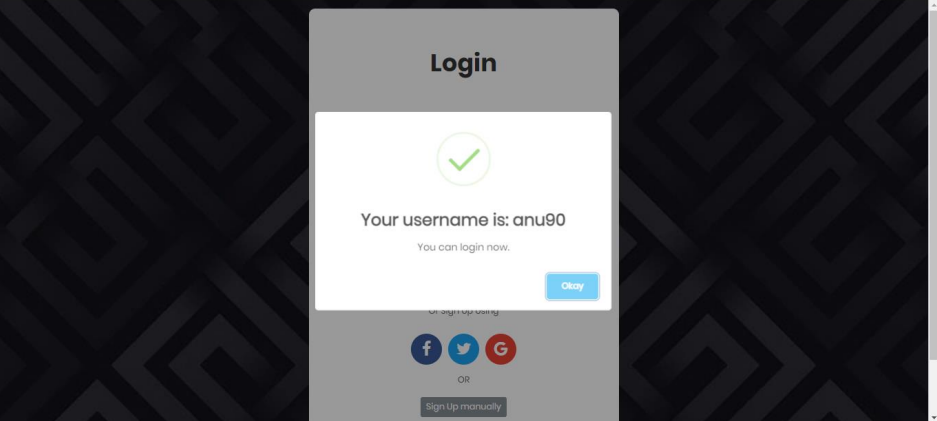 Login
Your username is: anu90
You can login now.
Okay
Or Sign Up using
OR
Sign Up manually